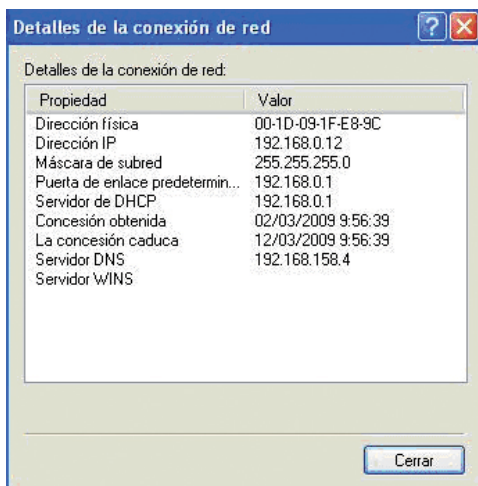 Detalles de la conexión de red
Detalles de la conexión de red:
Propiedad Valor
Dirección física 00-1D-09-1F-E8-9C
Dirección IP 192.168.0.12
Máscara de subred 255.255.255.0
Puerta de enlace predetermin... 192.168.0.1
Servidor de DHCP 192.168.0.1
Concesión obtenida 02/03/2009 9:56:39
La concesión caduca 12/03/2009 9:56:39
Servidor DNS 192.168.158.4
Servidor WINS
Cerrar